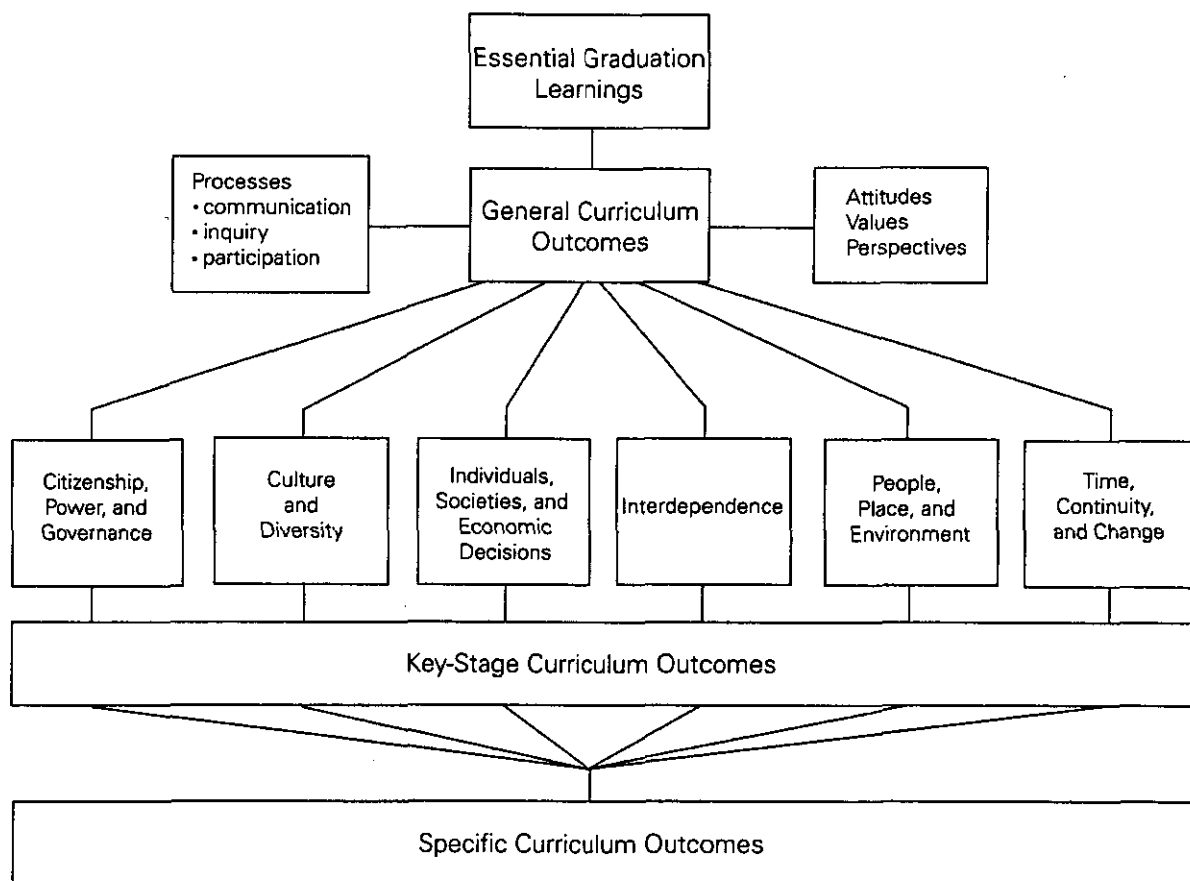 Essential Graduation
Learnings
Processes
• communication
• inquiry
• participation
General Curriculum
Outcomes
Attitudes
Values
Perspectives
Citizenship,
Power, and
Governance
Culture
and
Diversity
Individuals,
Societies, and
Economic
Decisions
Interdependence
People,
Place, and
Environment
Time,
Continuity,
and Change
Key-Stage Curriculum Outcomes
Specific Curriculum Outcomes